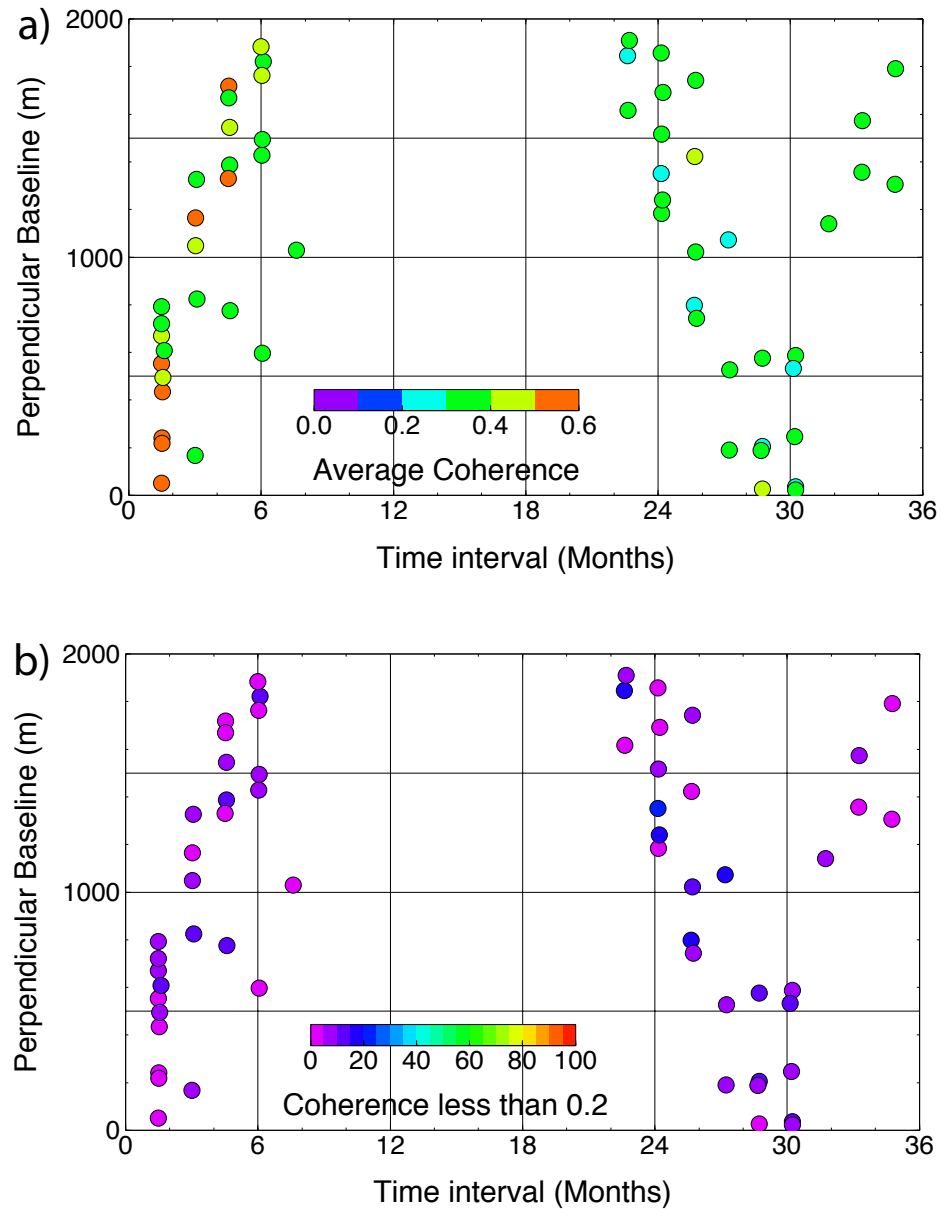 a)
2000
1000
0
Perpendicular Baseline (m)
0.0 0.2 0.4 0.6
Average Coherence
0 6 12 18 24 30 36
Time interval (Months)
b)
2000
1000
0
Perpendicular Baseline (m)
0 20 40 60 80 100
Coherence less than 0.2
0 6 12 18 24 30 36
Time interval (Months)